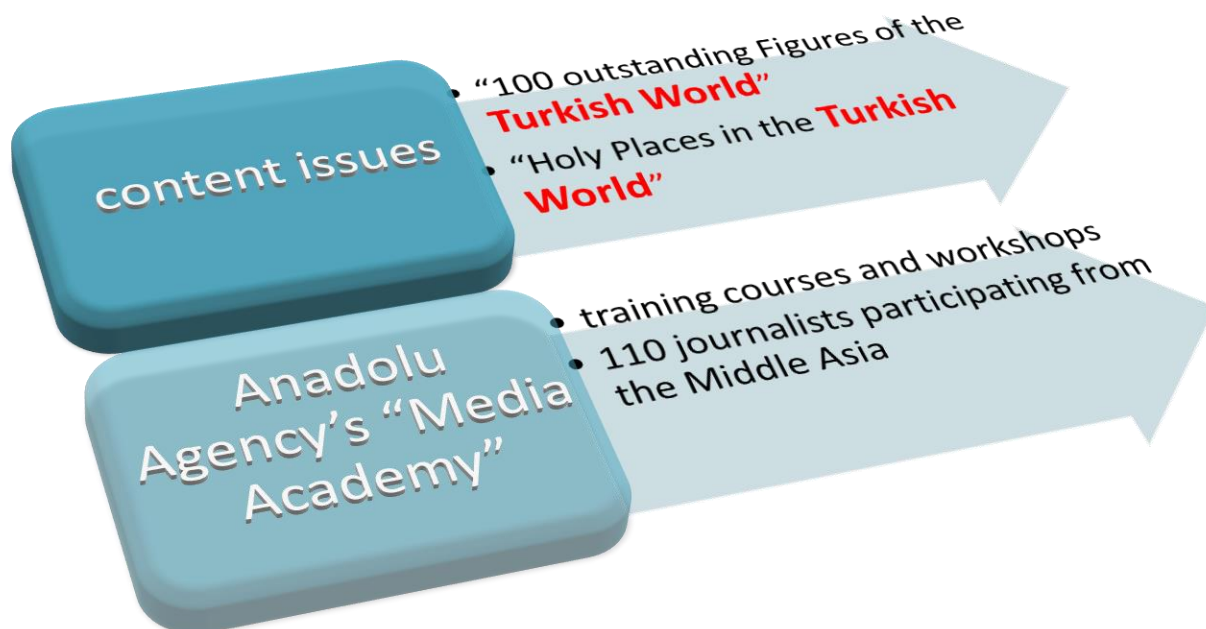 content issues
• “100 outstanding Figures of the
Turkish World”
• “Holy Places in the Turkish
World”
Anadolu
Agency’s “Media
Academy”
• training courses and workshops
• 110 journalists participating from
the Middle Asia